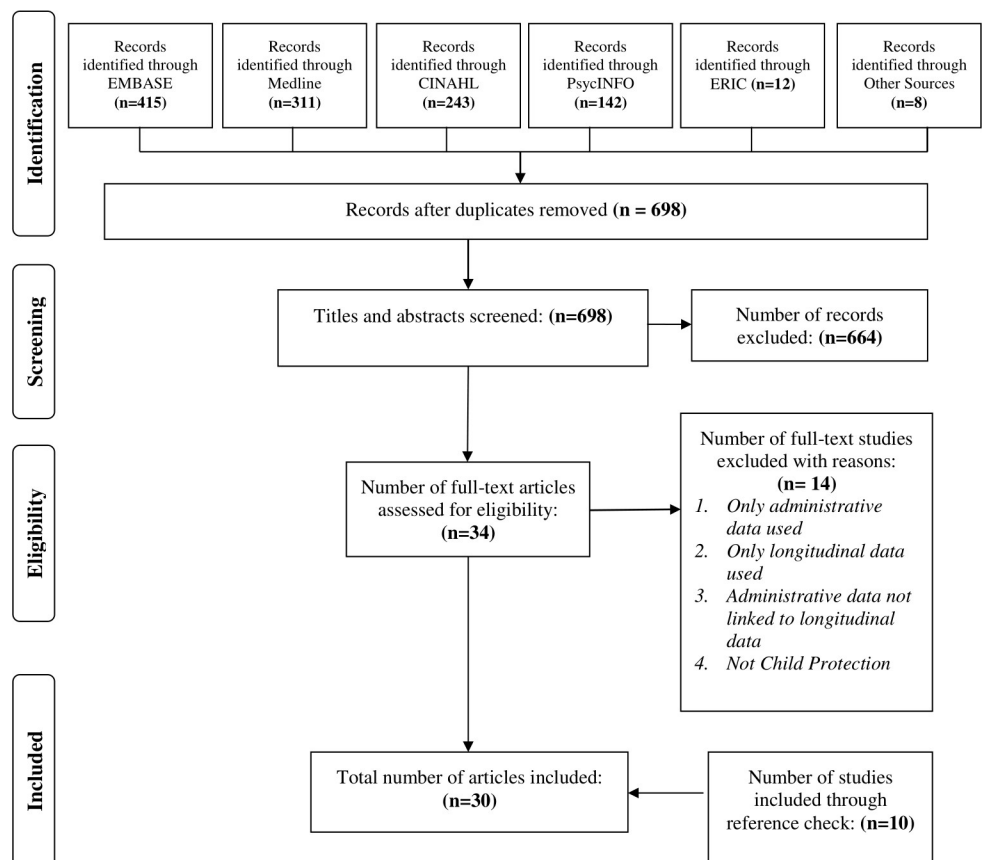 Identification
Records
identified through
EMBASE
(n=415)
Records
identified through
Medline
(n=311)
Records
identified through
CINAHL
(n=243)
Records
identified through
PsycINFO
(n=142)
Records
identified through
ERIC (n=12)
Records
identified through
Other Sources
(n=8)
Records after duplicates removed (n = 698)
Screening
Titles and abstracts screened: (n=698)
Number of records
excluded: (n=664)
Eligibility
Number of full-text articles
assessed for eligibility:
(n=34)
Number of full-text studies
excluded with reasons:
(n= 14)
1. Only administrative
data used
2. Only longitudinal data
used
3. Administrative data not
linked to longitudinal
data
4. Not Child Protection
Included
Total number of articles included:
(n=30)
Number of studies
included through
reference check: (n=10)